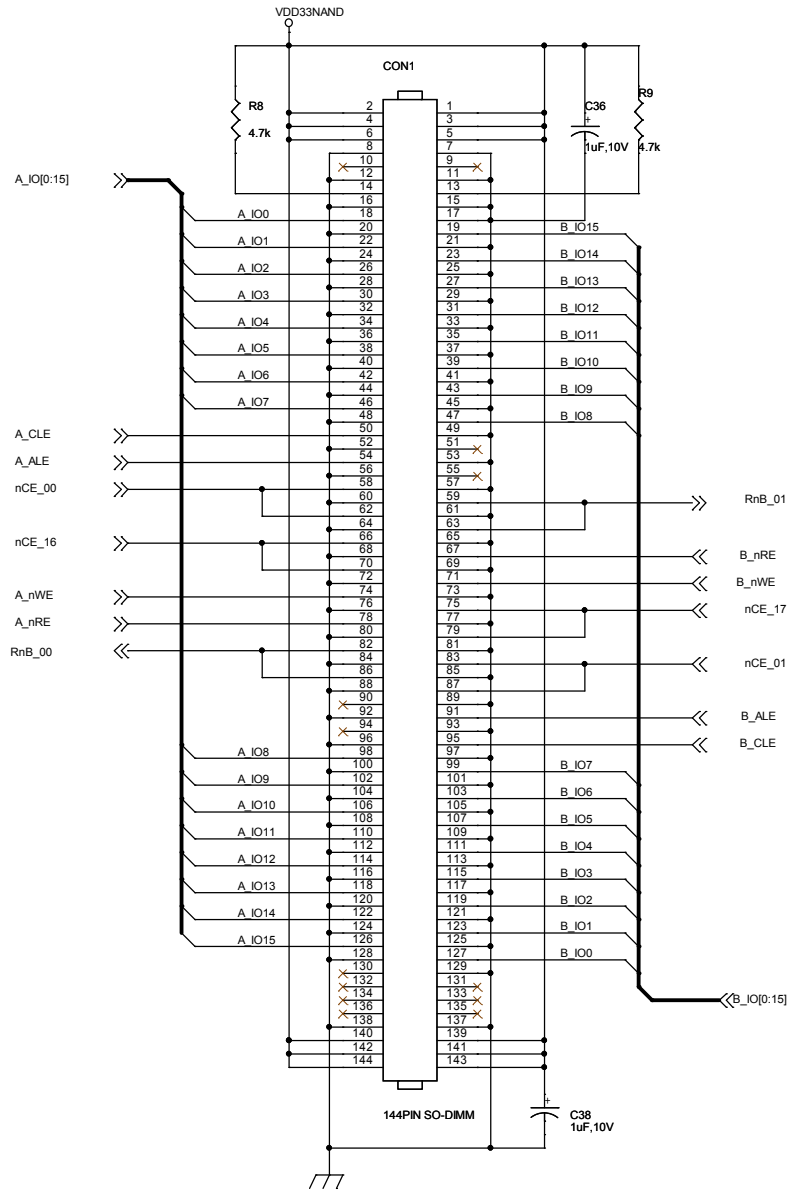 VDD33NAND
CON1
R8
4.7k
C36
1uF,10V
R9
4.7k
2 1
4 3
6 5
8 7
10 9
12 11
14 13
16 15
18 17
20 19
22 21
24 23
26 25
28 27
30 29
32 31
34 33
36 35
38 37
40 39
42 41
44 43
46 45
48 47
50 49
52 51
54 53
56 55
58 57
60 59
62 61
64 63
66 65
68 67
70 69
72 71
74 73
76 75
78 77
80 79
82 81
84 83
86 85
88 87
90 89
92 91
94 93
96 95
98 97
100 99
102 101
104 103
106 105
108 107
110 109
112 111
114 113
116 115
118 117
120 119
122 121
124 123
126 125
128 127
130 129
132 131
134 133
136 135
138 137
140 139
142 141
144 143
A_IO[0:15]
A_IO0
A_IO1
A_IO2
A_IO3
A_IO4
A_IO5
A_IO6
A_IO7
A_CLE
A_ALE
nCE_00
nCE_16
A_nWE
A_nRE
RnB_00
A_IO8
A_IO9
A_IO10
A_IO11
A_IO12
A_IO13
A_IO14
A_IO15
B_IO15
B_IO14
B_IO13
B_IO12
B_IO11
B_IO10
B_IO9
B_IO8
RnB_01
B_nRE
B_nWE
nCE_17
nCE_01
B_ALE
B_CLE
B_IO7
B_IO6
B_IO5
B_IO4
B_IO3
B_IO2
B_IO1
B_IO0
B_IO[0:15]
144PIN SO-DIMM
C38
1uF,10V